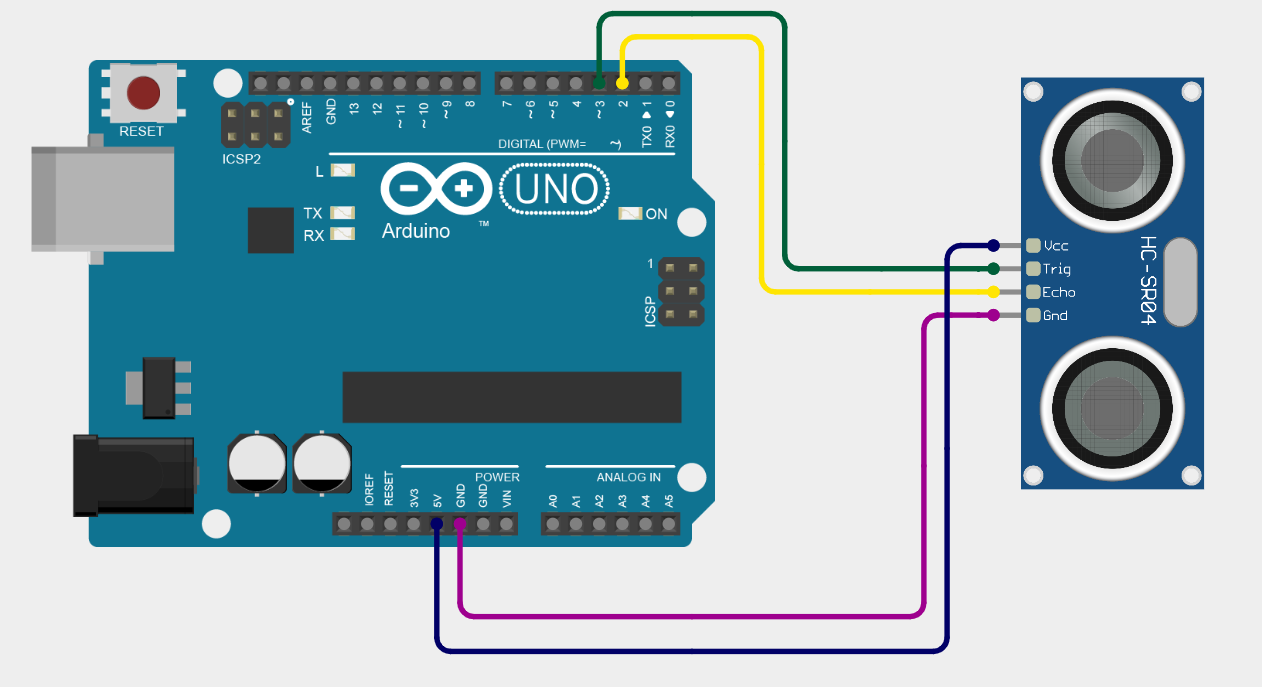 RESET
ICSP2
AREF
GND
13
12
~11
~10
~9
8
7
~6
~5
4
~3
2
TX0 ▶ 1
RX0 ◀ 0
DIGITAL (PWM= ~)
L
TX
RX
UNO
Arduino
™
ON
1
ICSP
IOREF
RESET
3V3
5V
GND
GND
VIN
POWER
ANALOG IN
A0
A1
A2
A3
A4
A5
Vcc
Trig
Echo
Gnd
HC-SR04